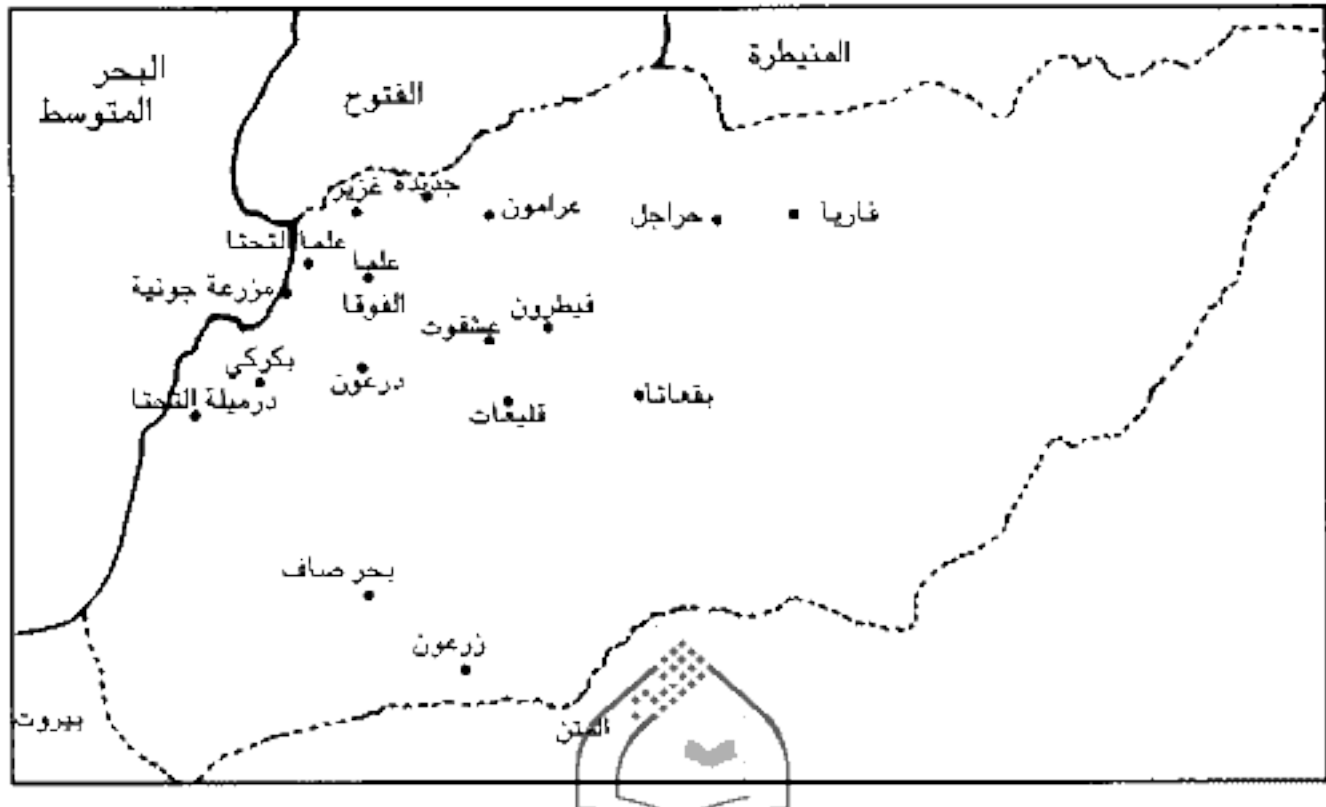 البحر
المتوسط
الفتوح
المنيطرة
جديدة غزير
عرامون
حراجل
فاريا
علما التحتا
علما
الفوقا
مزرعة جونية
فيطرون
عشقوت
بكركي
درعون
درميلة التحتا
قليعات
بقعاتا
بحر صاف
زرعون
بيروت
المتن